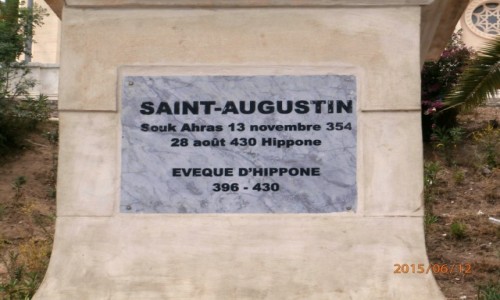 SAINT-AUGUSTIN
Souk Ahras 13 novembre 354
28 août 430 Hippone
EVEQUE D'HIPPONE
396 - 430
2015/06/12